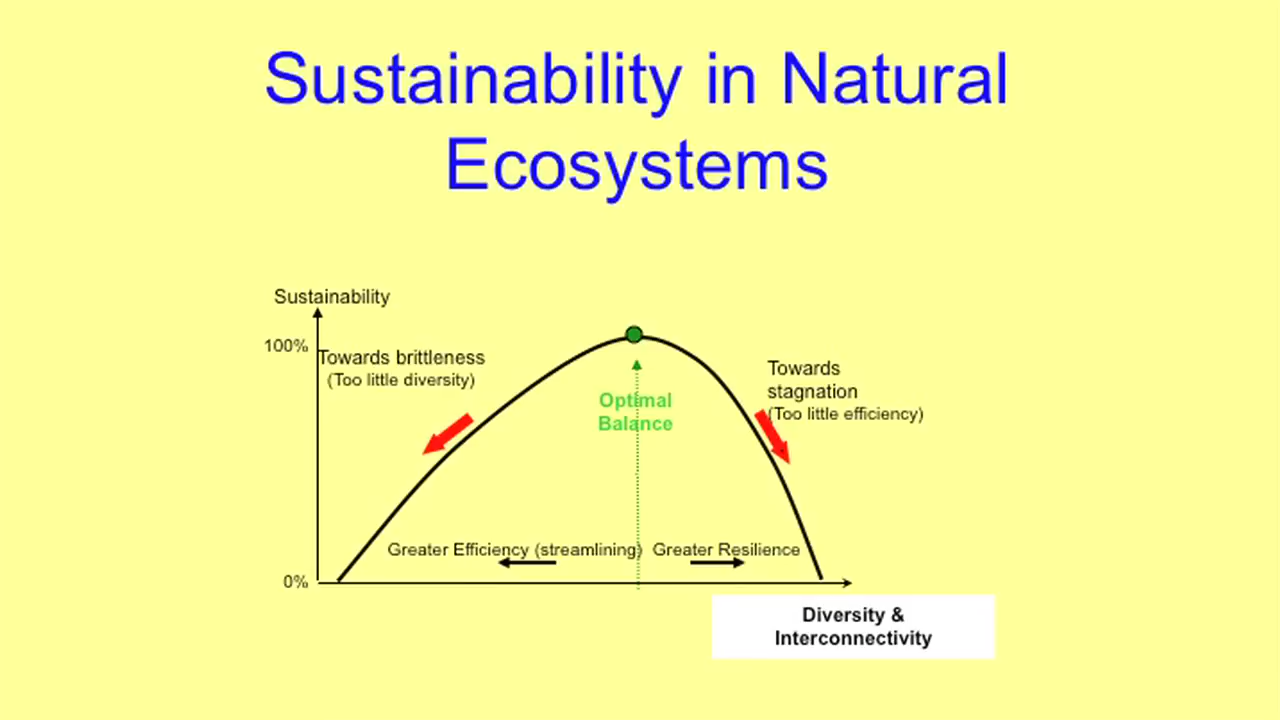 Sustainability in Natural
Ecosystems
Sustainability
100%
Towards brittleness
(Too little diversity)
Towards
stagnation
(Too little efficiency)
Optimal
Balance
Greater Efficiency (streamlining)
Greater Resilience
0%
Diversity &
Interconnectivity